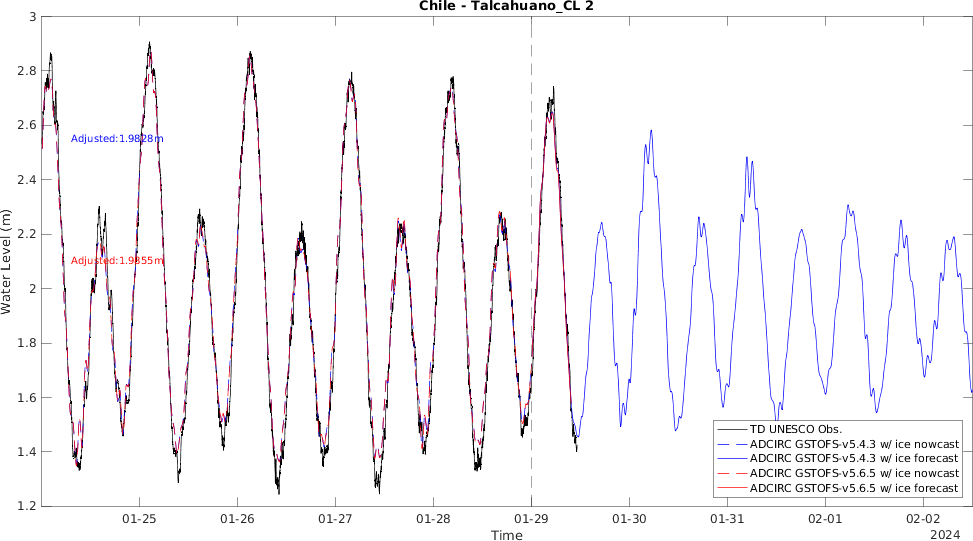 Chile - Talcahuano_CL 2
3
2.8
2.6
2.4
2.2
2
1.8
1.6
1.4
1.2
Water Level (m)
Adjusted:1.9828m
Adjusted:1.9855m
TD UNESCO Obs.
ADCIRC GSTOFS-v5.4.3 w/ ice nowcast
ADCIRC GSTOFS-v5.4.3 w/ ice forecast
ADCIRC GSTOFS-v5.6.5 w/ ice nowcast
ADCIRC GSTOFS-v5.6.5 w/ ice forecast
01-25
01-26
01-27
01-28
01-29
01-30
01-31
02-01
02-02
Time
2024